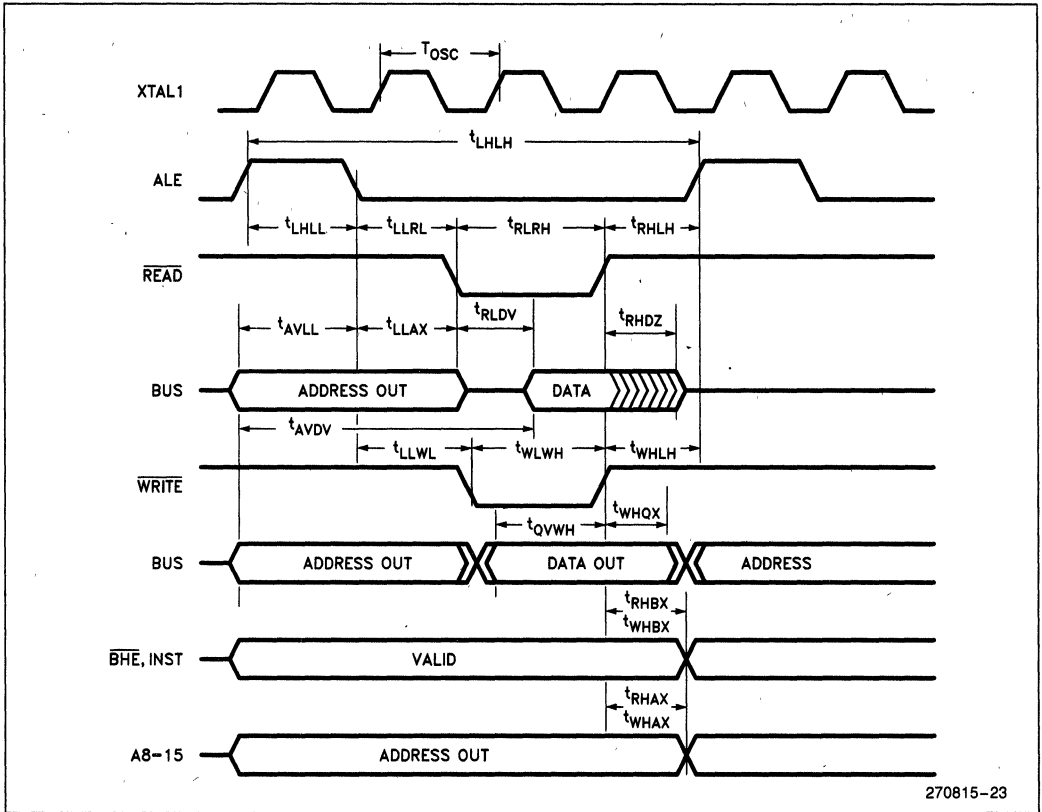 TOSC
XTAL1
tLHLH
ALE
tLHLL tLLRL tRLRH tRHLH
READ
tRLDV tRHDZ
tAVLL tLLAX
BUS ADDRESS OUT DATA
tAVDV
tLLWL tWLWH tWHLH
WRITE
tQVWH tWHQX
BUS ADDRESS OUT DATA OUT ADDRESS
tRHBX
tWHBX
BHE, INST VALID
tRHAX
tWHAX
A8-15 ADDRESS OUT
270815-23